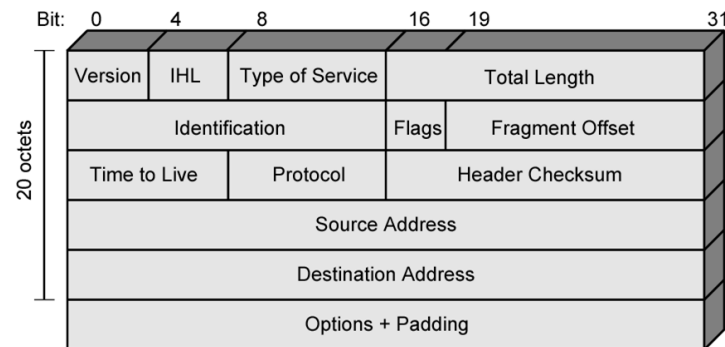 Bit: 0 4 8 16 19 31
Version IHL Type of Service Total Length
Identification Flags Fragment Offset
20 octets
Time to Live Protocol Header Checksum
Source Address
Destination Address
Options + Padding